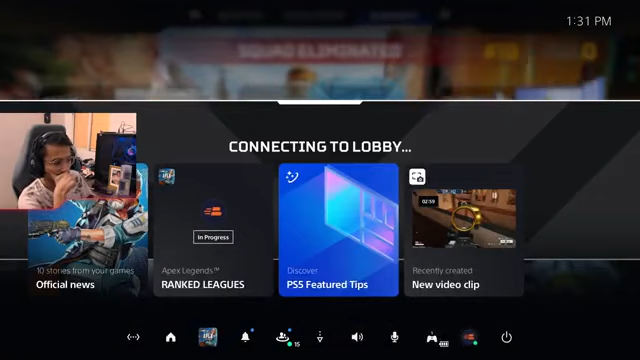 1:31 PM
SQUAD ELIMINATED
CONNECTING TO LOBBY...
In Progress
02:59
10 stories from your games
Official news
Apex Legends™
RANKED LEAGUES
Discover
PS5 Featured Tips
Recently created
New video clip
15